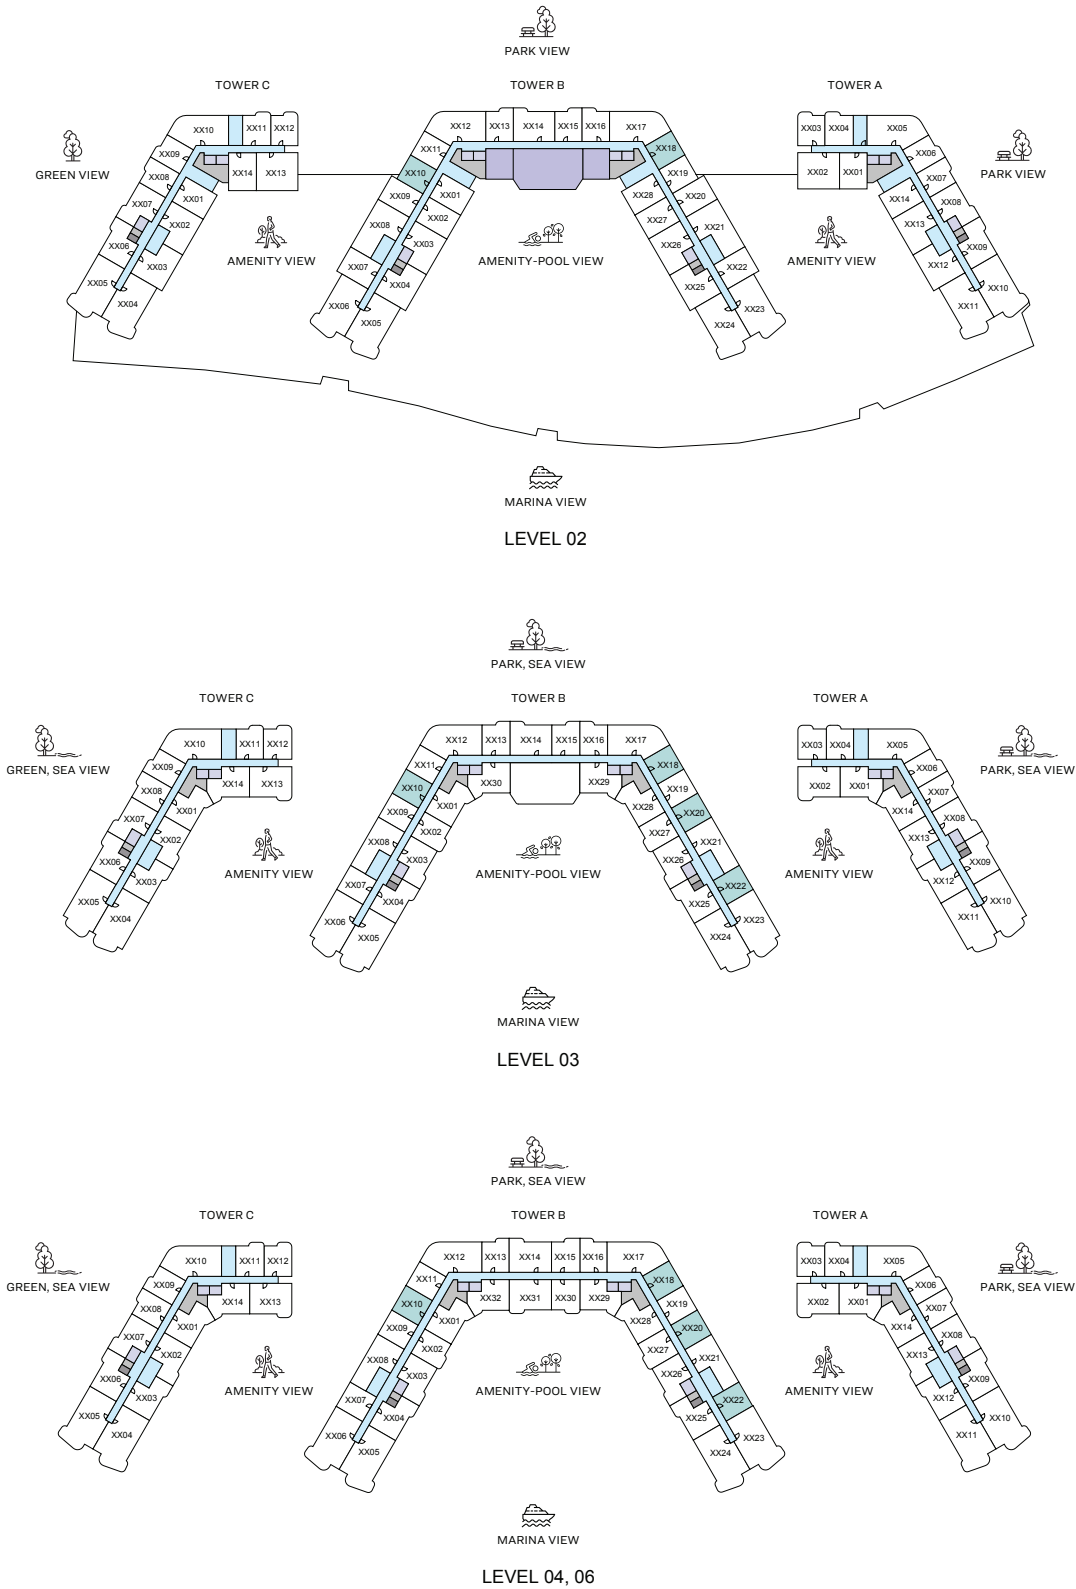 PARK VIEW
TOWER C
TOWER B
TOWER A
XX10
XX11
XX12
XX09
XX08
XX07
XX06
XX05
XX04
XX03
XX02
XX01
XX14
XX13
GREEN VIEW
AMENITY VIEW
XX12
XX13
XX14
XX15
XX16
XX17
XX11
XX10
XX09
XX08
XX07
XX06
XX05
XX04
XX03
XX02
XX01
XX18
XX19
XX20
XX21
XX22
XX23
XX24
XX25
XX26
XX27
XX28
AMENITY-POOL VIEW
XX03
XX04
XX05
XX02
XX01
XX06
XX07
XX08
XX09
XX10
XX11
XX12
XX13
XX14
PARK VIEW
AMENITY VIEW
MARINA VIEW
LEVEL 02
PARK, SEA VIEW
TOWER C
TOWER B
TOWER A
XX10
XX11
XX12
XX09
XX08
XX07
XX06
XX05
XX04
XX03
XX02
XX01
XX14
XX13
GREEN, SEA VIEW
AMENITY VIEW
XX12
XX13
XX14
XX15
XX16
XX17
XX11
XX10
XX09
XX08
XX07
XX06
XX05
XX04
XX03
XX02
XX01
XX30
XX29
XX18
XX19
XX20
XX21
XX22
XX23
XX24
XX25
XX26
XX27
XX28
AMENITY-POOL VIEW
XX03
XX04
XX05
XX02
XX01
XX06
XX07
XX08
XX09
XX10
XX11
XX12
XX13
XX14
PARK, SEA VIEW
AMENITY VIEW
MARINA VIEW
LEVEL 03
PARK, SEA VIEW
TOWER C
TOWER B
TOWER A
XX10
XX11
XX12
XX09
XX08
XX07
XX06
XX05
XX04
XX03
XX02
XX01
XX14
XX13
GREEN, SEA VIEW
AMENITY VIEW
XX12
XX13
XX14
XX15
XX16
XX17
XX11
XX10
XX09
XX08
XX07
XX06
XX05
XX04
XX03
XX02
XX01
XX32
XX31
XX30
XX29
XX18
XX19
XX20
XX21
XX22
XX23
XX24
XX25
XX26
XX27
XX28
AMENITY-POOL VIEW
XX03
XX04
XX05
XX02
XX01
XX06
XX07
XX08
XX09
XX10
XX11
XX12
XX13
XX14
PARK, SEA VIEW
AMENITY VIEW
MARINA VIEW
LEVEL 04, 06